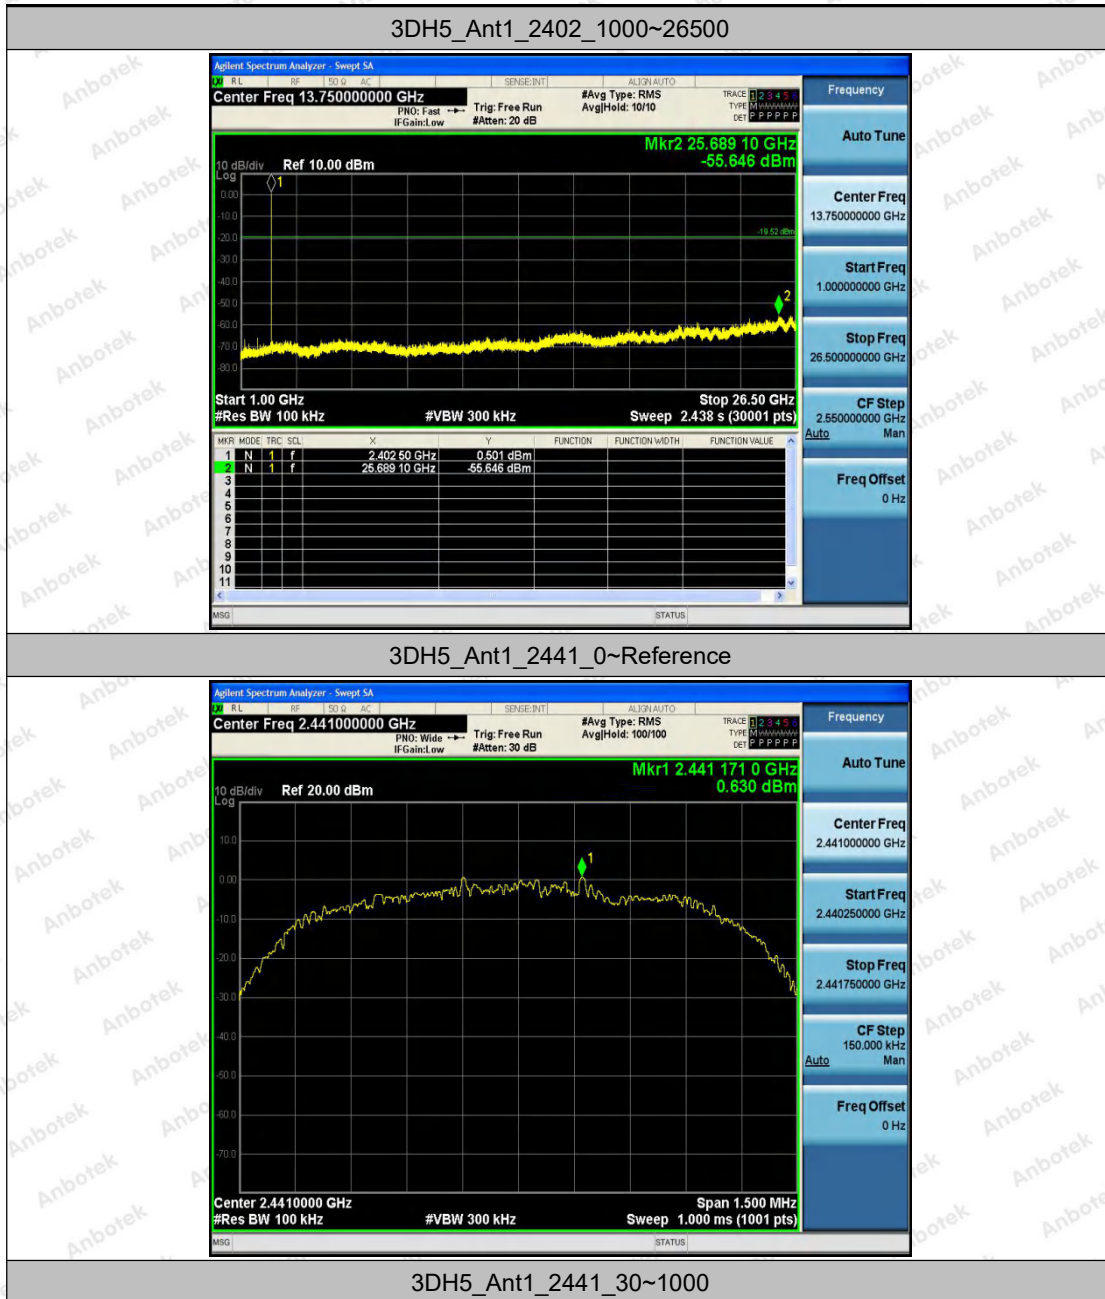 3DH5_Ant1_2402_1000~26500
Agilent Spectrum Analyzer - Swept SA
RL RF 50 Ω AC SENSE:INT ALIGN AUTO
Center Freq 13.750000000 GHz
PNO: Fast
IFGain:Low
Trig: Free Run
#Atten: 20 dB
#Avg Type: RMS
Avg|Hold: 10/10
TRACE 1 2 3 4 5 6
TYPE M
DET P P P P P P
Mkr2 25.689 10 GHz
-55.646 dBm
10 dB/div Ref 10.00 dBm
Log
1
0.00
-10.0
-20.0
-19.52 dBm
-30.0
-40.0
-50.0
2
-60.0
-70.0
-80.0
Start 1.00 GHz Stop 26.50 GHz
#Res BW 100 kHz #VBW 300 kHz Sweep 2.438 s (30001 pts)
MKR MODE TRC SCL X Y FUNCTION FUNCTION WIDTH FUNCTION VALUE
1 N 1 f 2.402 50 GHz 0.501 dBm
2 N 1 f 25.689 10 GHz -55.646 dBm
3
4
5
6
7
8
9
10
11
MSG STATUS
Frequency
Auto Tune
Center Freq
13.750000000 GHz
Start Freq
1.000000000 GHz
Stop Freq
26.500000000 GHz
CF Step
2.550000000 GHz
Auto Man
Freq Offset
0 Hz
3DH5_Ant1_2441_0~Reference
Agilent Spectrum Analyzer - Swept SA
RL RF 50 Ω AC SENSE:INT ALIGN AUTO
Center Freq 2.441000000 GHz
PNO: Wide
IFGain:Low
Trig: Free Run
#Atten: 30 dB
#Avg Type: RMS
Avg|Hold: 100/100
TRACE 1 2 3 4 5 6
TYPE M
DET P P P P P P
Mkr1 2.441 171 0 GHz
0.630 dBm
10 dB/div Ref 20.00 dBm
Log
10.0
1
0.00
-10.0
-20.0
-30.0
-40.0
-50.0
-60.0
-70.0
Center 2.4410000 GHz Span 1.500 MHz
#Res BW 100 kHz #VBW 300 kHz Sweep 1.000 ms (1001 pts)
MSG STATUS
Frequency
Auto Tune
Center Freq
2.441000000 GHz
Start Freq
2.440250000 GHz
Stop Freq
2.441750000 GHz
CF Step
150.000 kHz
Auto Man
Freq Offset
0 Hz
3DH5_Ant1_2441_30~1000